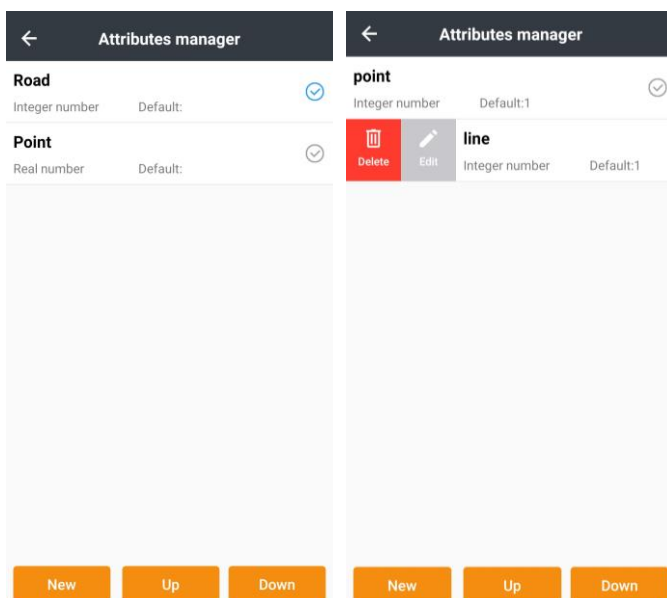 Attributes manager
Road
Integer number Default:
Point
Real number Default:
New Up Down
Attributes manager
point
Integer number Default:1
Delete Edit
line
Integer number Default:1
New Up Down